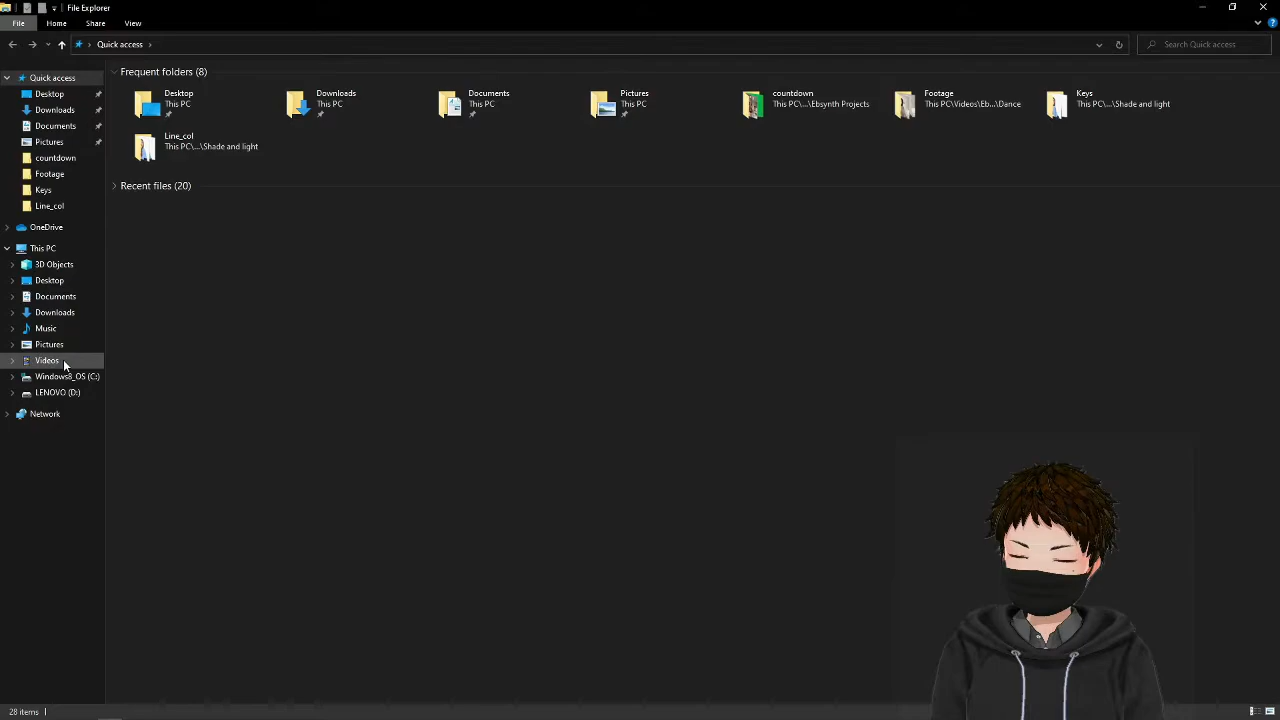 File Explorer
File Home Share View
Quick access
Search Quick access
Quick access
Desktop
Downloads
Documents
Pictures
countdown
Footage
Keys
Line_col
OneDrive
This PC
3D Objects
Desktop
Documents
Downloads
Music
Pictures
Videos
Windows8_OS (C:)
LENOVO (D:)
Network
Frequent folders (8)
Desktop
This PC
Downloads
This PC
Documents
This PC
Pictures
This PC
countdown
This PC\...\Ebsynth Projects
Footage
This PC\Videos\Eb...\Dance
Keys
This PC\...\Shade and light
Line_col
This PC\...\Shade and light
Recent files (20)
28 items